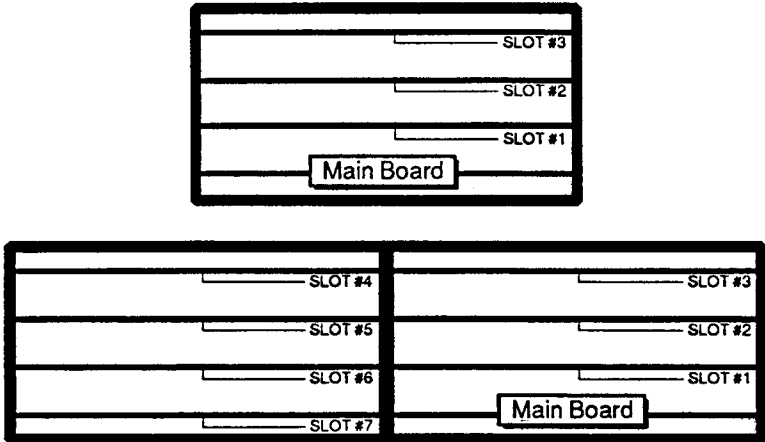 SLOT #3
SLOT #2
SLOT #1
Main Board
SLOT #4
SLOT #5
SLOT #6
SLOT #7
SLOT #3
SLOT #2
SLOT #1
Main Board